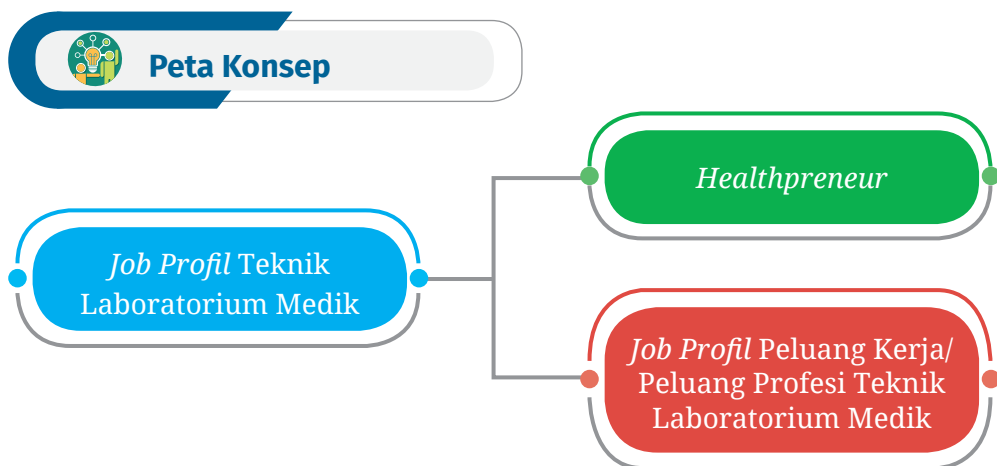 Peta Konsep
Job Profil Teknik
Laboratorium Medik
Healthpreneur
Job Profil Peluang Kerja/
Peluang Profesi Teknik
Laboratorium Medik